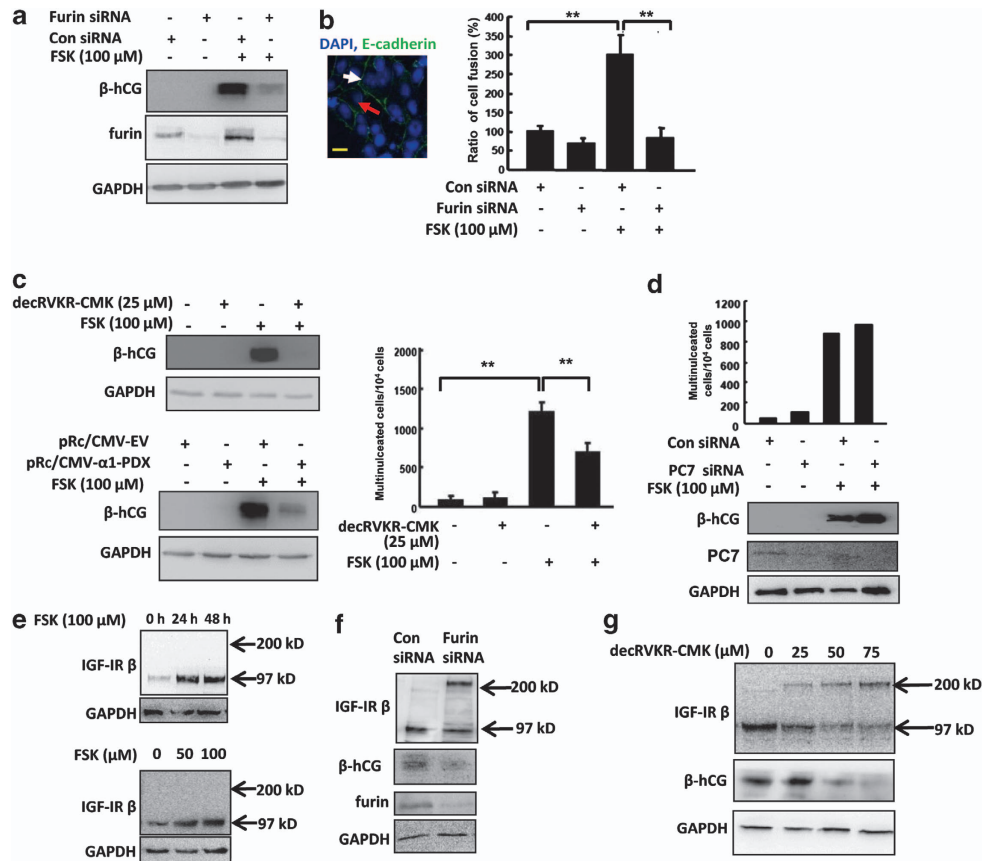 a
Furin siRNA - - - +
Con siRNA + - + -
FSK (100 µM) - - + +
β-hCG
furin
GAPDH
b
DAPI, E-cadherin
**
**
Ratio of cell fusion (%)
400
350
300
250
200
150
100
50
0
Con siRNA + - + -
Furin siRNA - + - +
FSK (100 µM) - - + +
c
decRVKR-CMK (25 µM) - + - +
FSK (100 µM) - - + +
β-hCG
GAPDH
pRc/CMV-EV + - + -
pRc/CMV-α1-PDX - + - +
FSK (100 µM) - - + +
β-hCG
GAPDH
Multinulceated cells/10⁴ cells
2000
1500
1000
500
0
**
**
decRVKR-CMK - + - +
(25 µM)
FSK (100 µM) - - + +
d
Multinulceated
cells/10⁴ cells
1200
1000
800
600
400
200
0
Con siRNA + - + -
PC7 siRNA - + - +
FSK (100 µM) - - + +
β-hCG
PC7
GAPDH
e
FSK (100 µM) 0 h 24 h 48 h
IGF-IR β
200 kD
97 kD
GAPDH
FSK (µM) 0 50 100
IGF-IR β
200 kD
97 kD
GAPDH
f
Con siRNA
Furin siRNA
IGF-IR β
200 kD
97 kD
β-hCG
furin
GAPDH
g
decRVKR-CMK (µM) 0 25 50 75
IGF-IR β
200 kD
97 kD
β-hCG
GAPDH